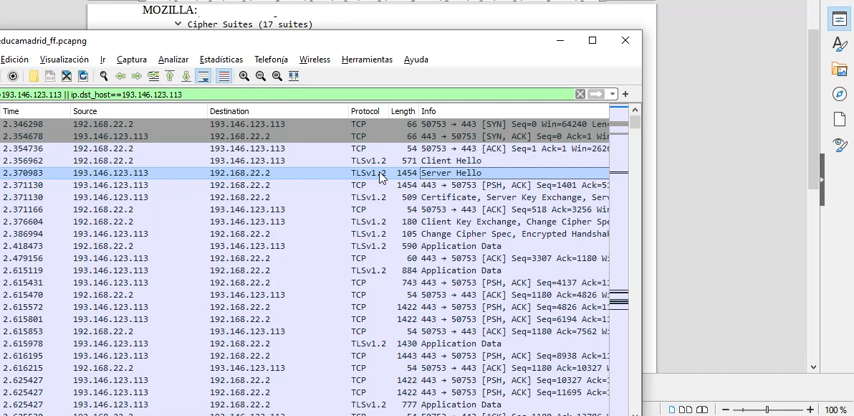 MOZILLA:
Cipher Suites (17 suites)
ducamadrid_ff.pcapng
Edición Visualización Ir Captura Analizar Estadísticas Telefonía Wireless Herramientas Ayuda
193.146.123.113 || ip.dst_host==193.146.123.113
Time Source Destination Protocol Length Info
2.346298 192.168.22.2 193.146.123.113 TCP 66 50753 → 443 [SYN] Seq=0 Win=64240 Len=
2.354678 193.146.123.113 192.168.22.2 TCP 66 443 → 50753 [SYN, ACK] Seq=0 Ack=1 Win
2.354736 192.168.22.2 193.146.123.113 TCP 54 50753 → 443 [ACK] Seq=1 Ack=1 Win=2626
2.356962 192.168.22.2 193.146.123.113 TLSv1.2 571 Client Hello
2.370983 193.146.123.113 192.168.22.2 TLSv1.2 1454 Server Hello
2.371130 193.146.123.113 192.168.22.2 TCP 1454 443 → 50753 [PSH, ACK] Seq=1401 Ack=51
2.371130 193.146.123.113 192.168.22.2 TLSv1.2 509 Certificate, Server Key Exchange, Serv
2.371166 192.168.22.2 193.146.123.113 TCP 54 50753 → 443 [ACK] Seq=518 Ack=3256 Wi
2.376604 192.168.22.2 193.146.123.113 TLSv1.2 180 Client Key Exchange, Change Cipher Spe
2.386994 193.146.123.113 192.168.22.2 TLSv1.2 105 Change Cipher Spec, Encrypted Handshak
2.418473 192.168.22.2 193.146.123.113 TLSv1.2 590 Application Data
2.479156 193.146.123.113 192.168.22.2 TCP 60 443 → 50753 [ACK] Seq=3307 Ack=1180 Wi
2.615119 193.146.123.113 192.168.22.2 TLSv1.2 884 Application Data
2.615431 193.146.123.113 192.168.22.2 TCP 743 443 → 50753 [PSH, ACK] Seq=4137 Ack=11
2.615470 192.168.22.2 193.146.123.113 TCP 54 50753 → 443 [ACK] Seq=1180 Ack=4826 Wi
2.615572 193.146.123.113 192.168.22.2 TCP 1422 443 → 50753 [PSH, ACK] Seq=4826 Ack=11
2.615801 193.146.123.113 192.168.22.2 TCP 1422 443 → 50753 [PSH, ACK] Seq=6194 Ack=11
2.615853 192.168.22.2 193.146.123.113 TCP 54 50753 → 443 [ACK] Seq=1180 Ack=7562 Wi
2.615978 193.146.123.113 192.168.22.2 TLSv1.2 1430 Application Data
2.616195 193.146.123.113 192.168.22.2 TCP 1443 443 → 50753 [PSH, ACK] Seq=8938 Ack=11
2.616215 192.168.22.2 193.146.123.113 TCP 54 50753 → 443 [ACK] Seq=1180 Ack=10327 W
2.625427 193.146.123.113 192.168.22.2 TCP 1422 443 → 50753 [PSH, ACK] Seq=10327 Ack=1
2.625427 193.146.123.113 192.168.22.2 TCP 1422 443 → 50753 [PSH, ACK] Seq=11695 Ack=1
2.625427 193.146.123.113 192.168.22.2 TLSv1.2 777 Application Data
100 %